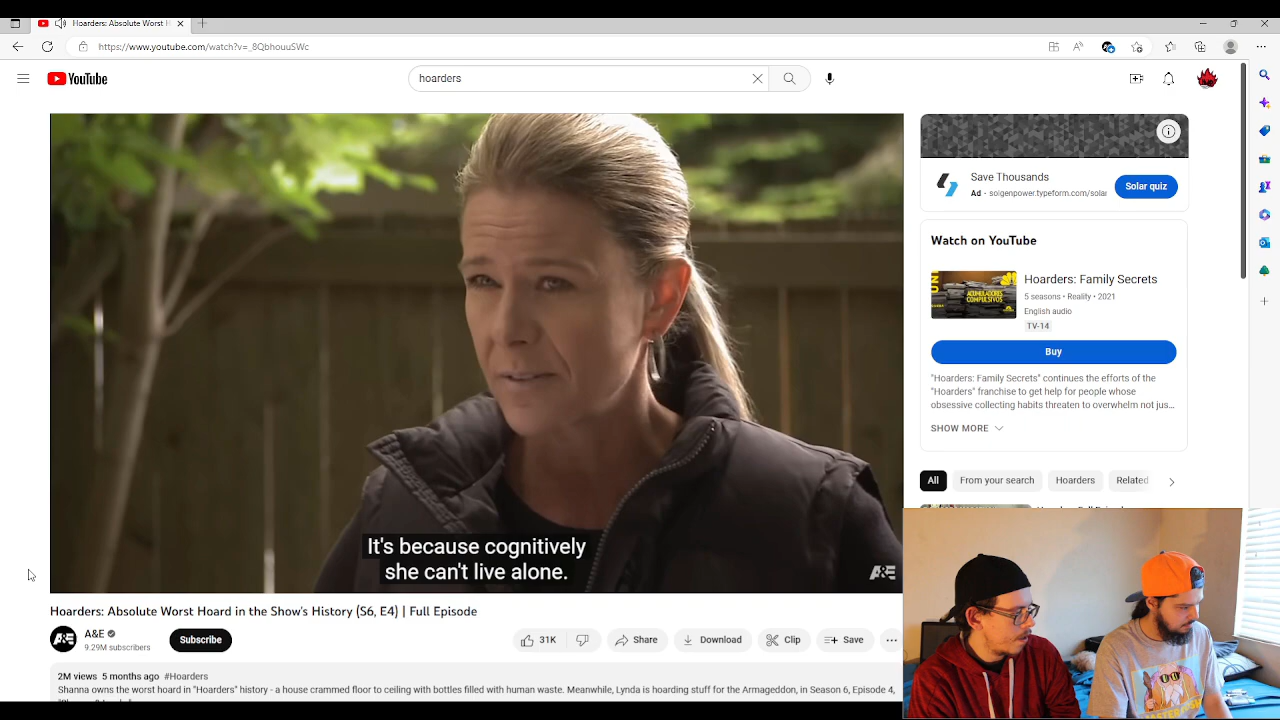 Hoarders: Absolute Worst H
https://www.youtube.com/watch?v=_8QbhouuSWc
YouTube
hoarders
It's because cognitively
she can't live alone.
A&E
Save Thousands
Ad - solgenpower.typeform.com/solar
Solar quiz
Watch on YouTube
ACUMULADORES
COMPULSIVOS
Hoarders: Family Secrets
5 seasons • Reality • 2021
English audio
TV-14
Buy
"Hoarders: Family Secrets" continues the efforts of the
"Hoarders" franchise to get help for people whose
obsessive collecting habits threaten to overwhelm not jus...
SHOW MORE
All From your search Hoarders Related
Hoarders: Absolute Worst Hoard in the Show's History (S6, E4) | Full Episode
A&E
A&E
9.29M subscribers
Subscribe
31K Share Download Clip Save
2M views 5 months ago #Hoarders
Shanna owns the worst hoard in "Hoarders" history - a house crammed floor to ceiling with bottles filled with human waste. Meanwhile, Lynda is hoarding stuff for the Armageddon, in Season 6, Episode 4,